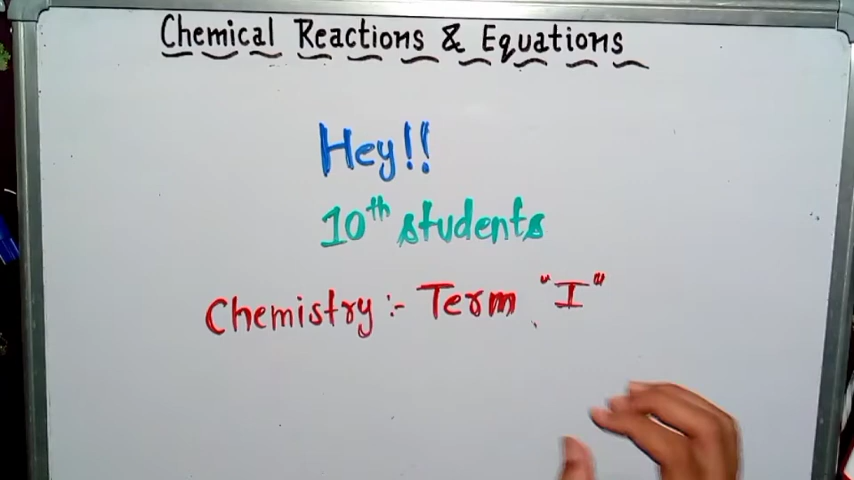 Chemical Reactions & Equations
Hey!!
10th students
Chemistry :- Term "I"